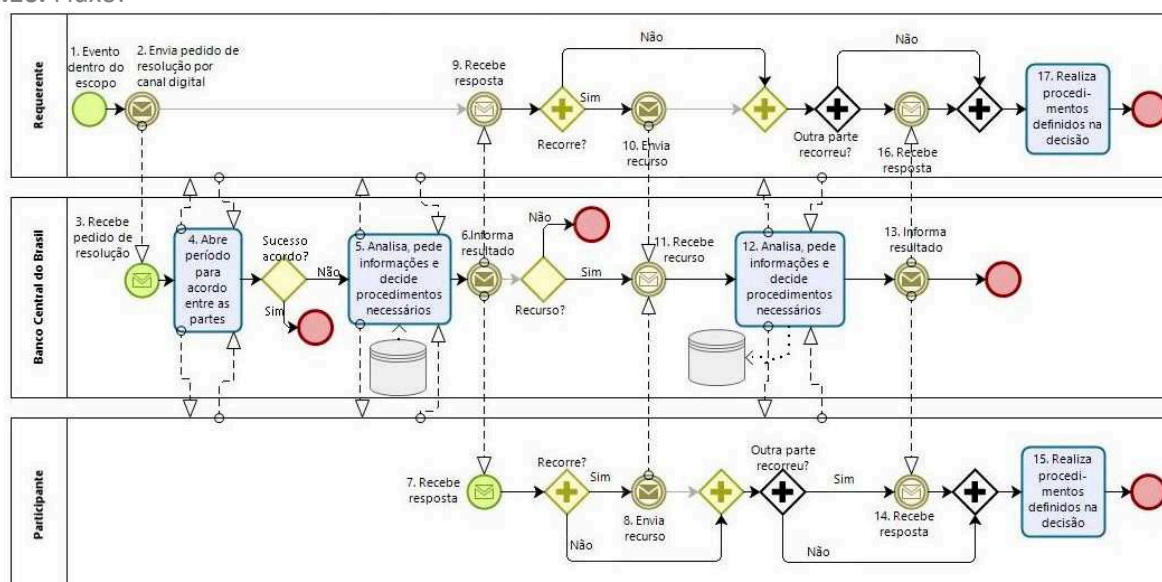 Requerente
1. Evento
dentro do
escopo
2. Envia pedido de
resolução por
canal digital
9. Recebe
resposta
Não
Sim
Recorre?
10. Envia
recurso
Não
Outra parte
recorreu?
16. Recebe
resposta
17. Realiza
procedi-
mentos
definidos na
decisão
Banco Central do Brasil
3. Recebe
pedido de
resolução
4. Abre
período
para
acordo
entre as
partes
Sucesso
acordo?
Não
Sim
5. Analisa, pede
informações e
decide
procedimentos
necessários
6.Informa
resultado
Não
Sim
Recurso?
11. Recebe
recurso
12. Analisa, pede
informações e
decide
procedimentos
necessários
13. Informa
resultado
Participante
7. Recebe
resposta
Recorre?
Sim
Não
8. Envia
recurso
Outra parte
recorreu?
Sim
Não
14. Recebe
resposta
15. Realiza
procedi-
mentos
definidos na
decisão